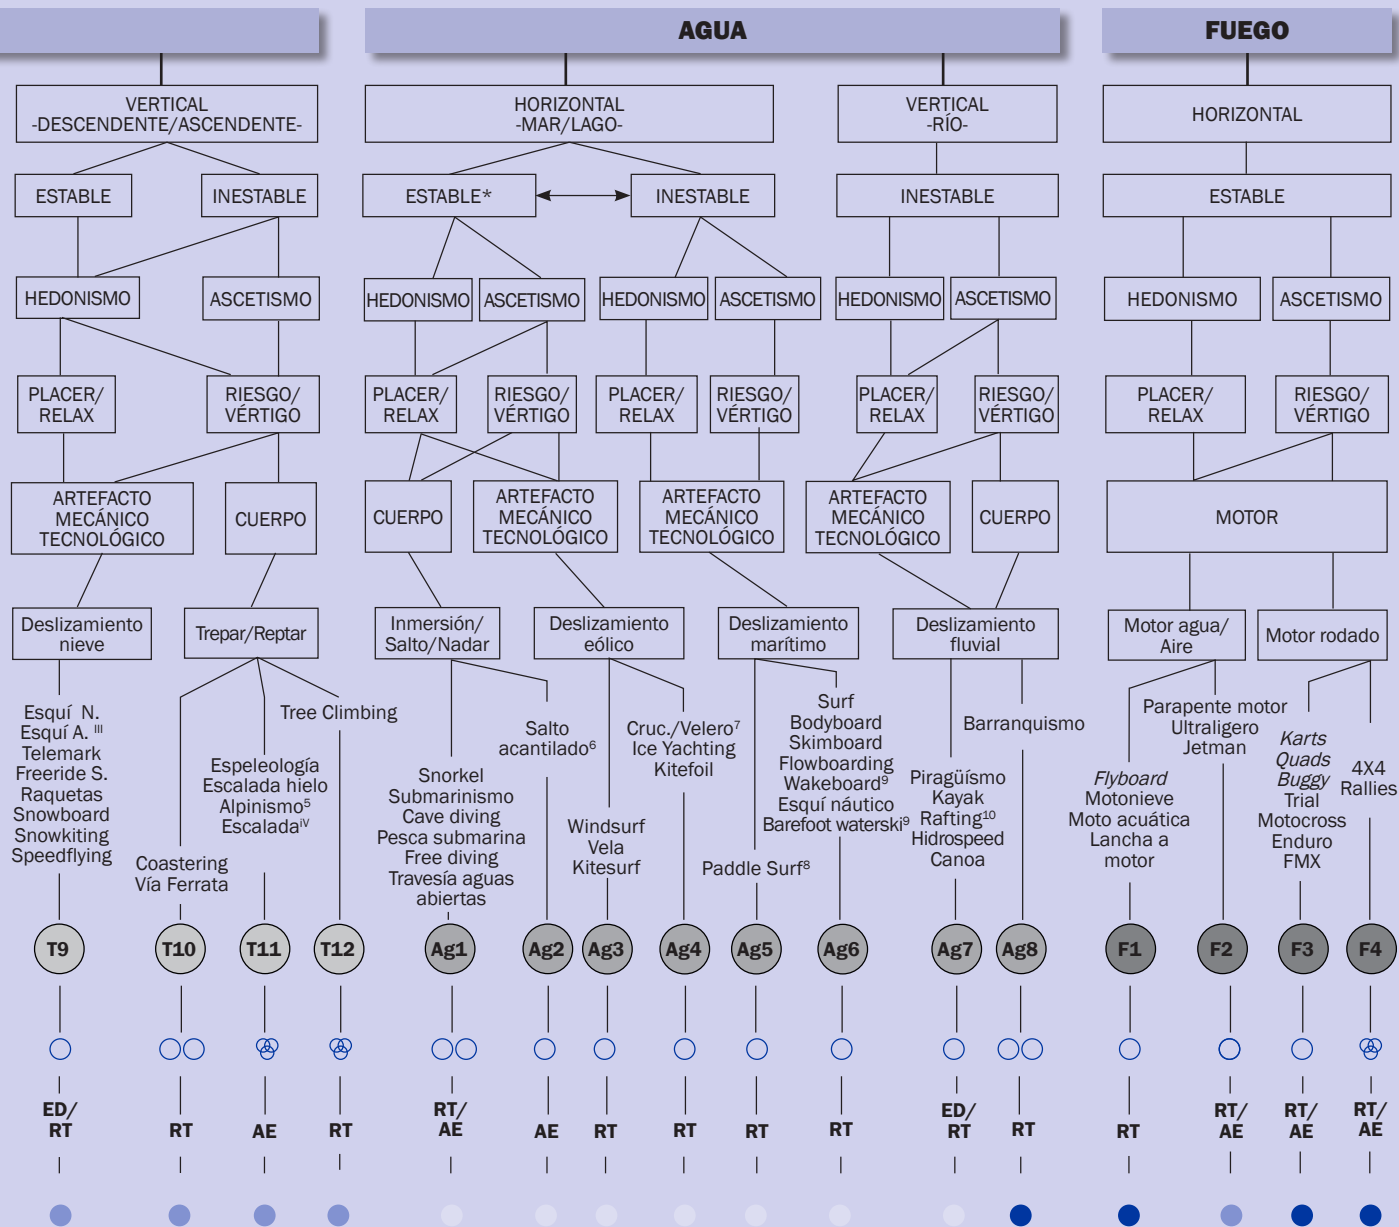 AGUA
FUEGO
VERTICAL
-DESCENDENTE/ASCENDENTE-
HORIZONTAL
-MAR/LAGO-
VERTICAL
-RÍO-
HORIZONTAL
ESTABLE
INESTABLE
ESTABLE*
INESTABLE
INESTABLE
ESTABLE
HEDONISMO
ASCETISMO
HEDONISMO
ASCETISMO
HEDONISMO
ASCETISMO
HEDONISMO
ASCETISMO
HEDONISMO
ASCETISMO
PLACER/
RELAX
RIESGO/
VÉRTIGO
PLACER/
RELAX
RIESGO/
VÉRTIGO
PLACER/
RELAX
RIESGO/
VÉRTIGO
PLACER/
RELAX
RIESGO/
VÉRTIGO
PLACER/
RELAX
RIESGO/
VÉRTIGO
ARTEFACTO
MECÁNICO
TECNOLÓGICO
CUERPO
CUERPO
ARTEFACTO
MECÁNICO
TECNOLÓGICO
ARTEFACTO
MECÁNICO
TECNOLÓGICO
ARTEFACTO
MECÁNICO
TECNOLÓGICO
CUERPO
MOTOR
Deslizamiento
nieve
Trepar/Reptar
Inmersión/
Salto/Nadar
Deslizamiento
eólico
Deslizamiento
marítimo
Deslizamiento
fluvial
Motor agua/
Aire
Motor rodado
Esquí N.
Esquí A. III
Telemark
Freeride S.
Raquetas
Snowboard
Snowkiting
Speedflying
Coastering
Vía Ferrata
Espeleología
Escalada hielo
Alpinismo5
EscaladaiV
Tree Climbing
Snorkel
Submarinismo
Cave diving
Pesca submarina
Free diving
Travesía aguas
abiertas
Salto
acantilado6
Windsurf
Vela
Kitesurf
Cruc./Velero7
Ice Yachting
Kitefoil
Paddle Surf8
Surf
Bodyboard
Skimboard
Flowboarding
Wakeboard9
Esquí náutico
Barefoot waterski9
Piragüísmo
Kayak
Rafting10
Hidrospeed
Canoa
Barranquismo
Flyboard
Motonieve
Moto acuática
Lancha a
motor
Parapente motor
Ultraligero
Jetman
Karts
Quads
Buggy
Trial
Motocross
Enduro
FMX
4X4
Rallies
T9
T10
T11
T12
Ag1
Ag2
Ag3
Ag4
Ag5
Ag6
Ag7
Ag8
F1
F2
F3
F4
ED/
RT
RT
AE
RT
RT/
AE
AE
RT
RT
RT
RT
ED/
RT
RT
RT
RT/
AE
RT/
AE
RT/
AE